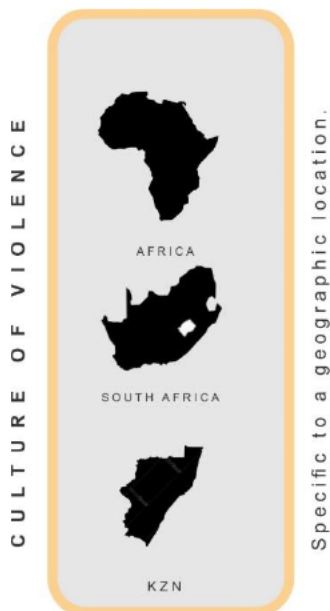 CULTURE OF VIOLENCE
AFRICA
SOUTH AFRICA
KZN
Specific to a geographic location.